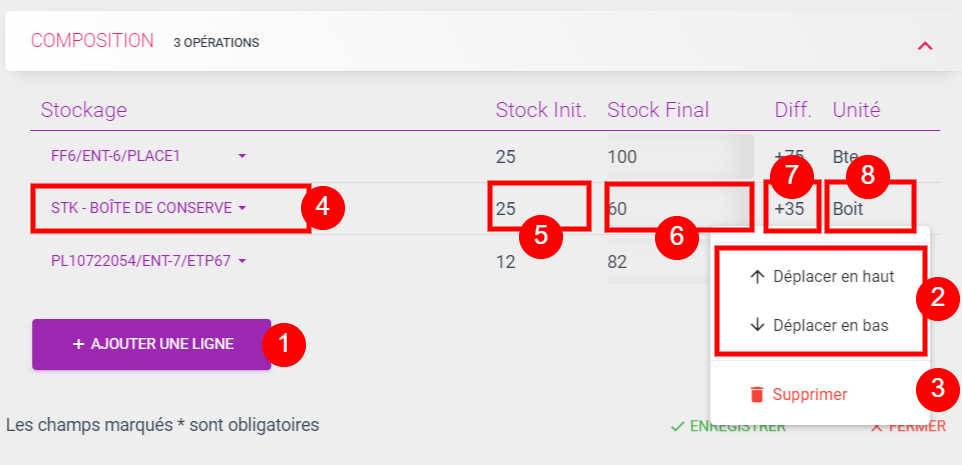 COMPOSITION 3 OPÉRATIONS
Stockage Stock Init. Stock Final Diff. Unité
FF6/ENT-6/PLACE1 25 100 +75 Bte
7 8
STK - BOÎTE DE CONSERVE 4 25 60 +35 Boit
5 6
PL10722054/ENT-7/ETP67 12 82
Déplacer en haut
2
Déplacer en bas
+ AJOUTER UNE LIGNE 1
Supprimer 3
Les champs marqués * sont obligatoires ENREGISTRER FERMER